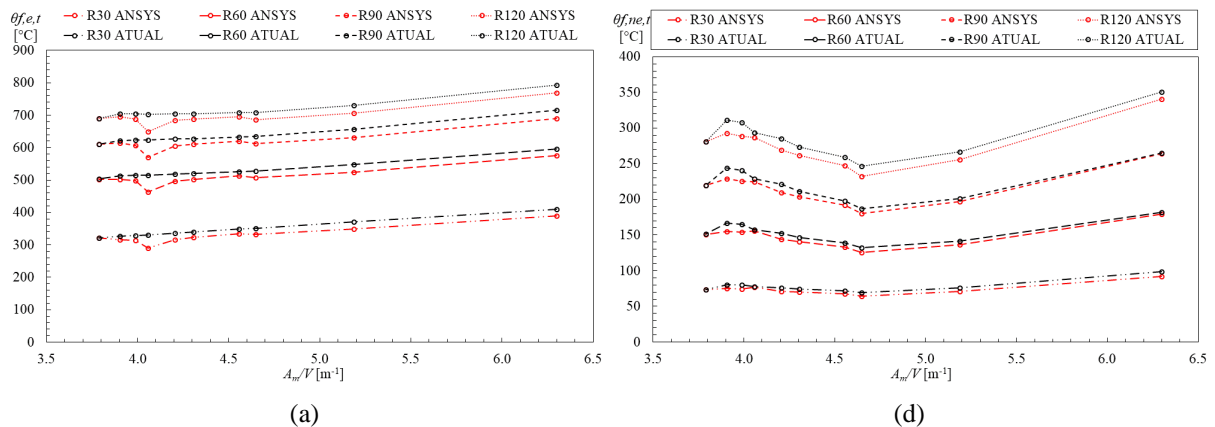 θf,e,t
[°C]
R30 ANSYS R60 ANSYS R90 ANSYS R120 ANSYS
R30 ATUAL R60 ATUAL R90 ATUAL R120 ATUAL
900
800
700
600
500
400
300
200
100
0
3.5 4.0 4.5 5.0 5.5 6.0 6.5
Am/V [m-1]
(a)
θf,ne,t
[°C]
R30 ANSYS R60 ANSYS R90 ANSYS R120 ANSYS
R30 ATUAL R60 ATUAL R90 ATUAL R120 ATUAL
400
350
300
250
200
150
100
50
0
3.5 4.0 4.5 5.0 5.5 6.0 6.5
Am/V [m-1]
(d)